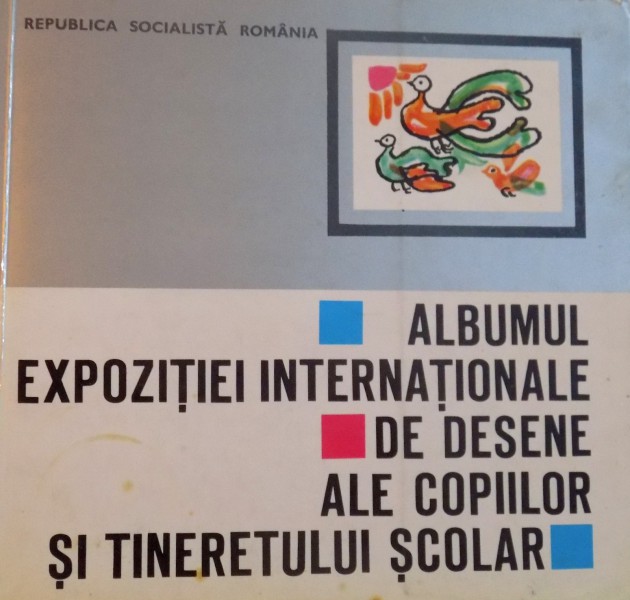 REPUBLICA SOCIALISTĂ ROMÂNIA
ALBUMUL
EXPOZIȚIEI INTERNAȚIONALE
DE DESENE
ALE COPIILOR
ȘI TINERETULUI ȘCOLAR